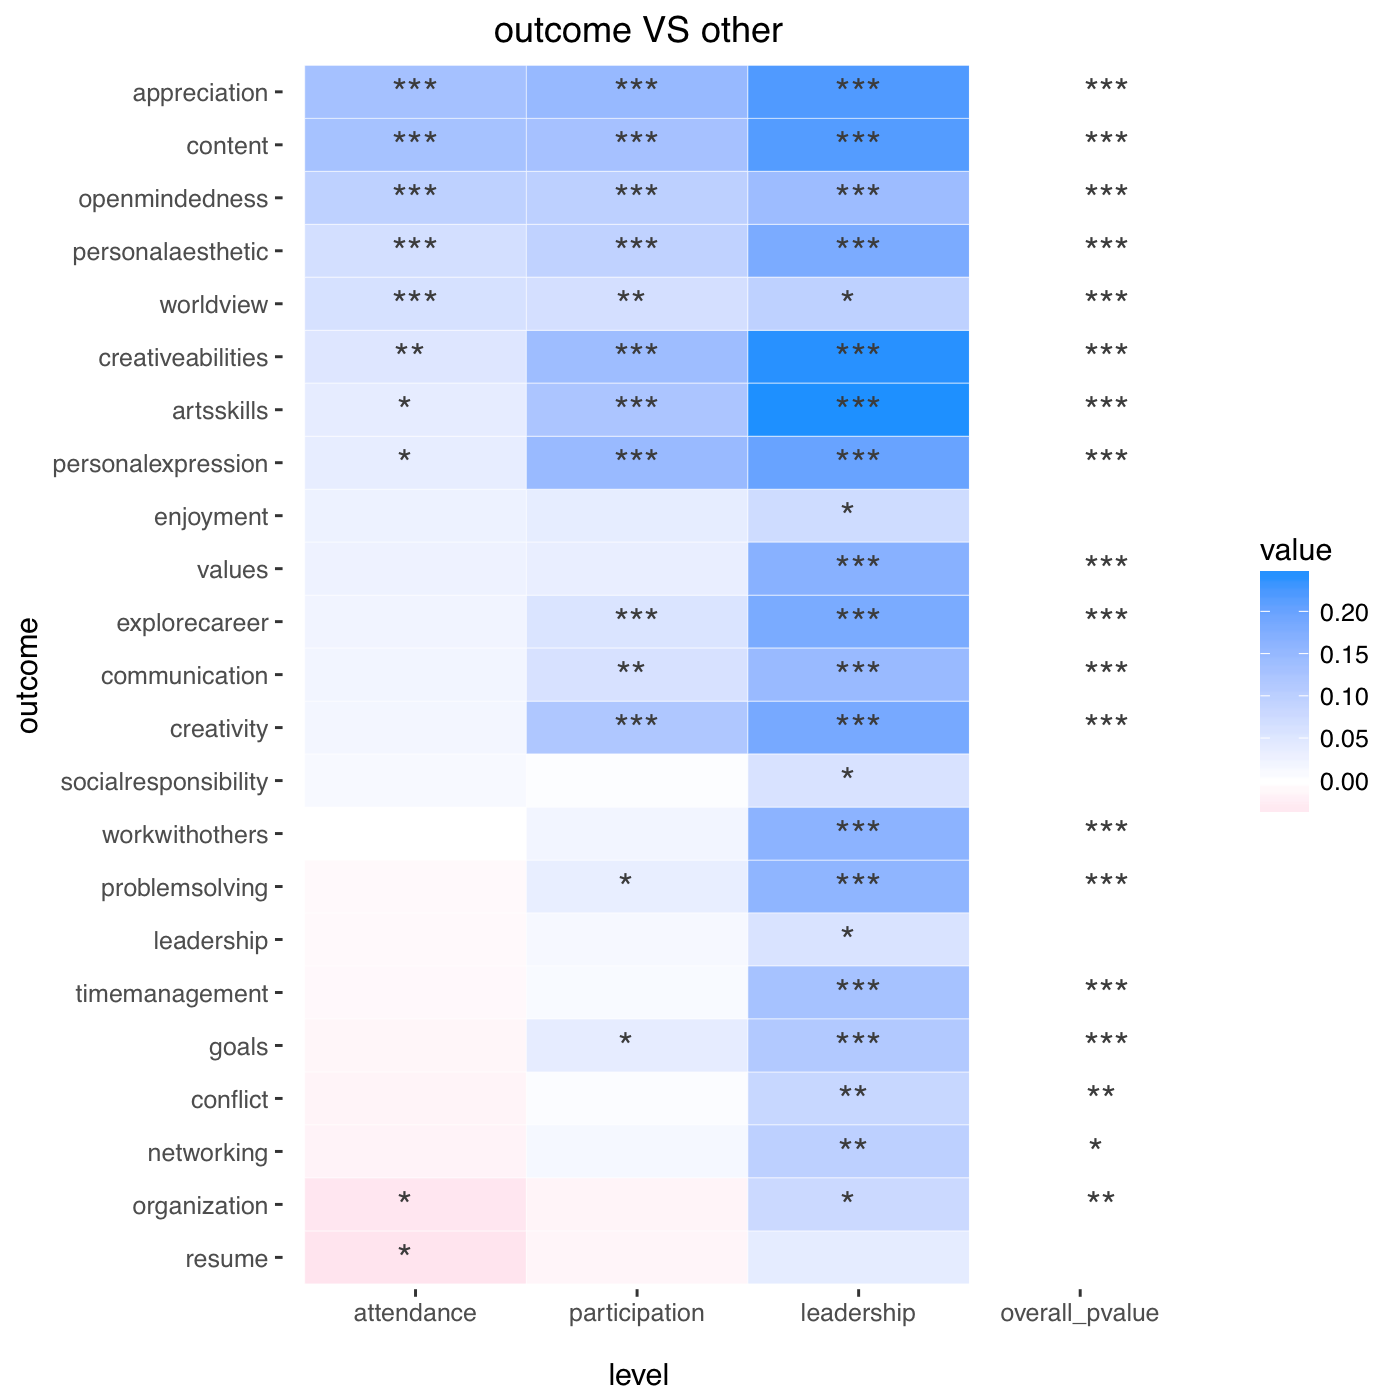 outcome VS other
appreciation *** *** *** ***
content *** *** *** ***
openmindedness *** *** *** ***
personalaesthetic *** *** *** ***
worldview *** ** * ***
creativeabilities ** *** *** ***
artsskills * *** *** ***
personalexpression * *** *** ***
enjoyment *
values *** ***
explorecareer *** *** ***
communication ** *** ***
creativity *** *** ***
socialresponsibility *
workwithothers *** ***
problemsolving * *** ***
leadership *
timemanagement *** ***
goals * *** ***
conflict ** **
networking ** *
organization * * **
resume *
attendance participation leadership overall_pvalue
level
outcome
value
0.20
0.15
0.10
0.05
0.00